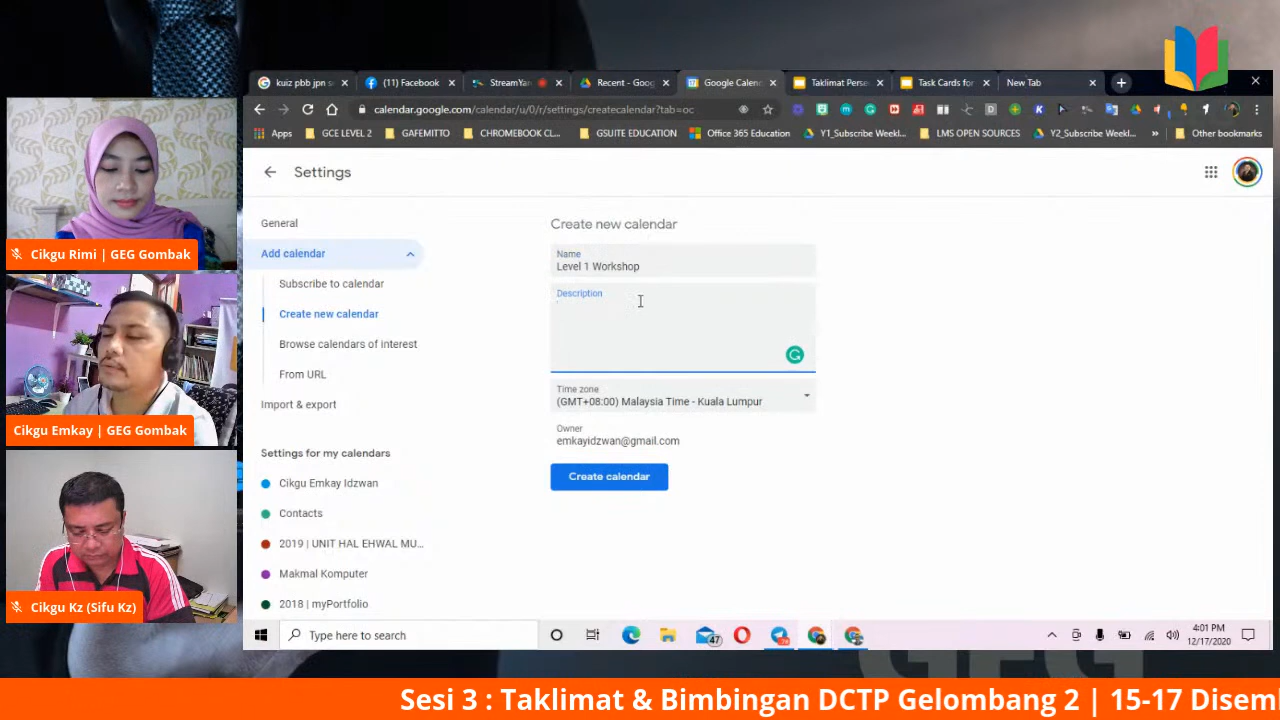 kuiz pbb jpn s
(11) Facebook
StreamYar
Recent - Goog
Google Calen
Taklimat Perse
Task Cards for
New Tab
calendar.google.com/calendar/u/0/r/settings/createcalendar?tab=oc
Apps
GCE LEVEL 2
GAFEMITTO
CHROMEBOOK CL...
GSUITE EDUCATION
Office 365 Education
Y1_Subscribe Weekl...
LMS OPEN SOURCES
Y2_Subscribe Weekl...
Other bookmarks
Settings
General
Add calendar
Subscribe to calendar
Create new calendar
Browse calendars of interest
From URL
Import & export
Settings for my calendars
Cikgu Emkay Idzwan
Contacts
2019 | UNIT HAL EHWAL MU...
Makmal Komputer
2018 | myPortfolio
Create new calendar
Name
Level 1 Workshop
Description
Time zone
(GMT+08:00) Malaysia Time - Kuala Lumpur
Owner
emkayidzwan@gmail.com
Create calendar
Cikgu Rimi | GEG Gombak
Cikgu Emkay | GEG Gombak
Cikgu Kz (Sifu Kz)
Type here to search
47
4:01 PM
12/17/2020
Sesi 3 : Taklimat & Bimbingan DCTP Gelombang 2 | 15-17 Disem